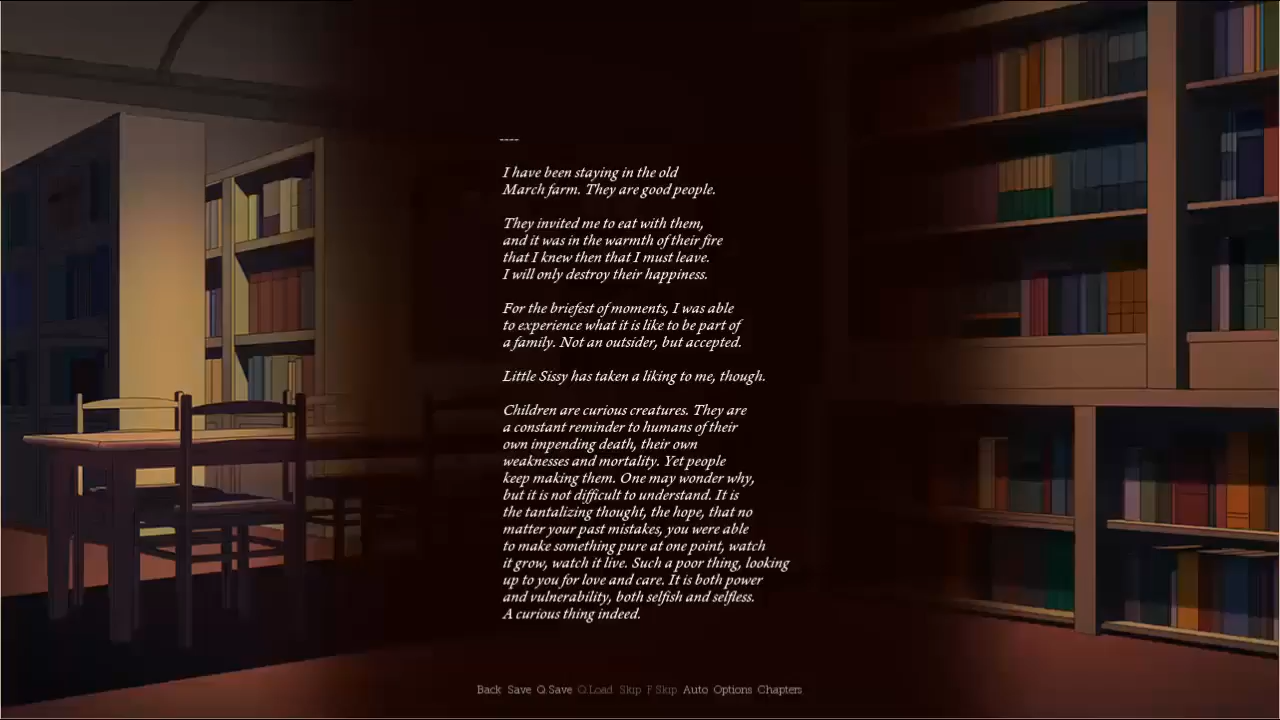 ----
I have been staying in the old
March farm. They are good people.
They invited me to eat with them,
and it was in the warmth of their fire
that I knew then that I must leave.
I will only destroy their happiness.
For the briefest of moments, I was able
to experience what it is like to be part of
a family. Not an outsider, but accepted.
Little Sissy has taken a liking to me, though.
Children are curious creatures. They are
a constant reminder to humans of their
own impending death, their own
weaknesses and mortality. Yet people
keep making them. One may wonder why,
but it is not difficult to understand. It is
the tantalizing thought, the hope, that no
matter your past mistakes, you were able
to make something pure at one point, watch
it grow, watch it live. Such a poor thing, looking
up to you for love and care. It is both power
and vulnerability, both selfish and selfless.
A curious thing indeed.
Back Save Q.Save Q.Load Skip F.Skip Auto Options Chapters